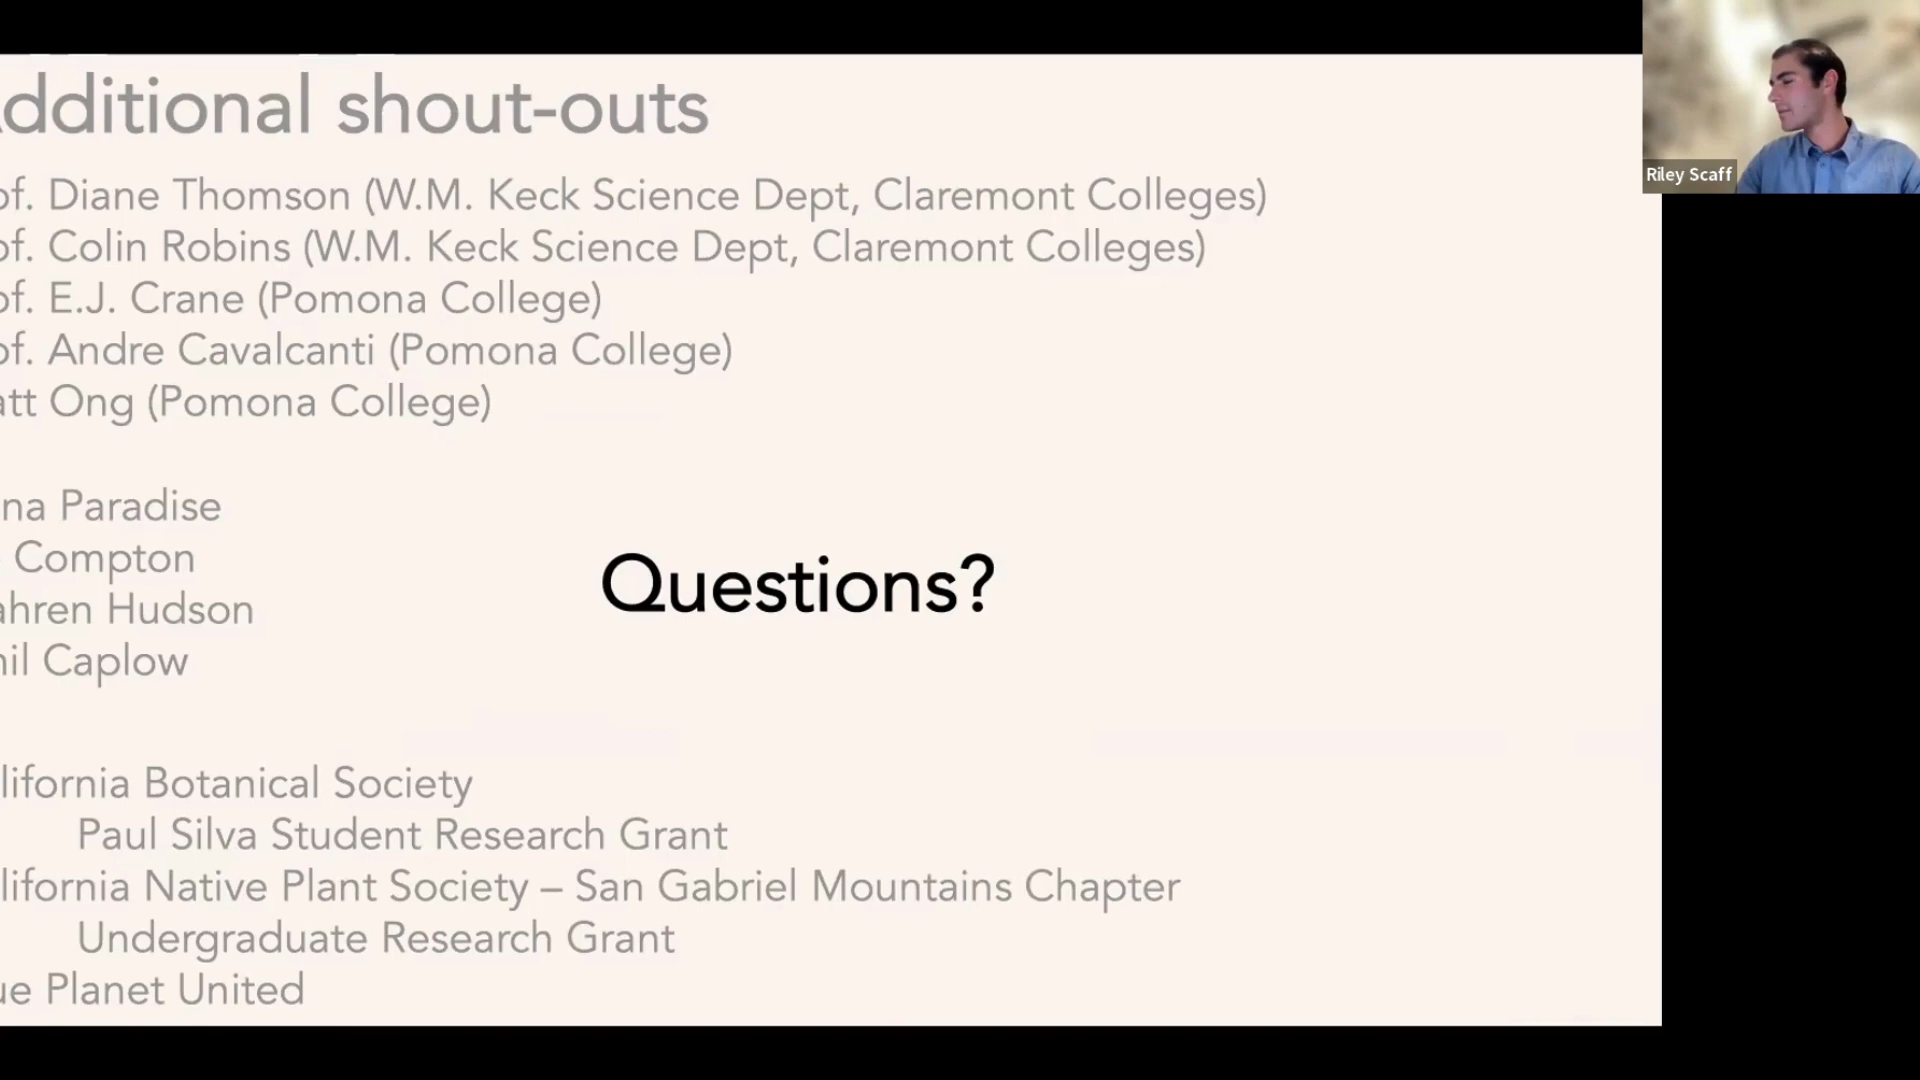 dditional shout-outs
Riley Scaff
of. Diane Thomson (W.M. Keck Science Dept, Claremont Colleges)
of. Colin Robins (W.M. Keck Science Dept, Claremont Colleges)
of. E.J. Crane (Pomona College)
of. Andre Cavalcanti (Pomona College)
att Ong (Pomona College)
na Paradise
Compton
ahren Hudson
il Caplow
Questions?
lifornia Botanical Society
Paul Silva Student Research Grant
lifornia Native Plant Society – San Gabriel Mountains Chapter
Undergraduate Research Grant
ue Planet United